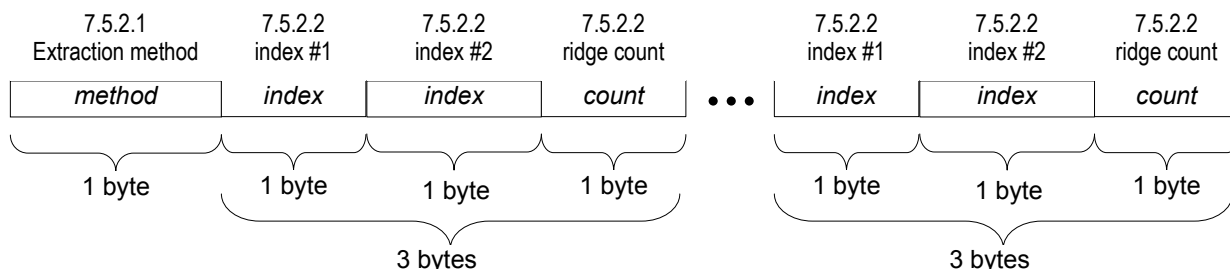 7.5.2.1 7.5.2.2 7.5.2.2 7.5.2.2 7.5.2.2 7.5.2.2 7.5.2.2
Extraction method index #1 index #2 ridge count index #1 index #2 ridge count
method index index count ••• index index count
1 byte 1 byte 1 byte 1 byte 1 byte 1 byte 1 byte
3 bytes 3 bytes